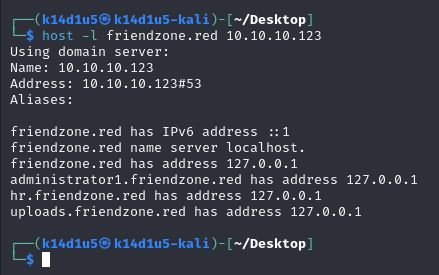 ┌──(k14d1u5㉿k14d1u5-kali)-[~/Desktop]
└─$ host -l friendzone.red 10.10.10.123
Using domain server:
Name: 10.10.10.123
Address: 10.10.10.123#53
Aliases:
friendzone.red has IPv6 address ::1
friendzone.red name server localhost.
friendzone.red has address 127.0.0.1
administrator1.friendzone.red has address 127.0.0.1
hr.friendzone.red has address 127.0.0.1
uploads.friendzone.red has address 127.0.0.1
┌──(k14d1u5㉿k14d1u5-kali)-[~/Desktop]
└─$